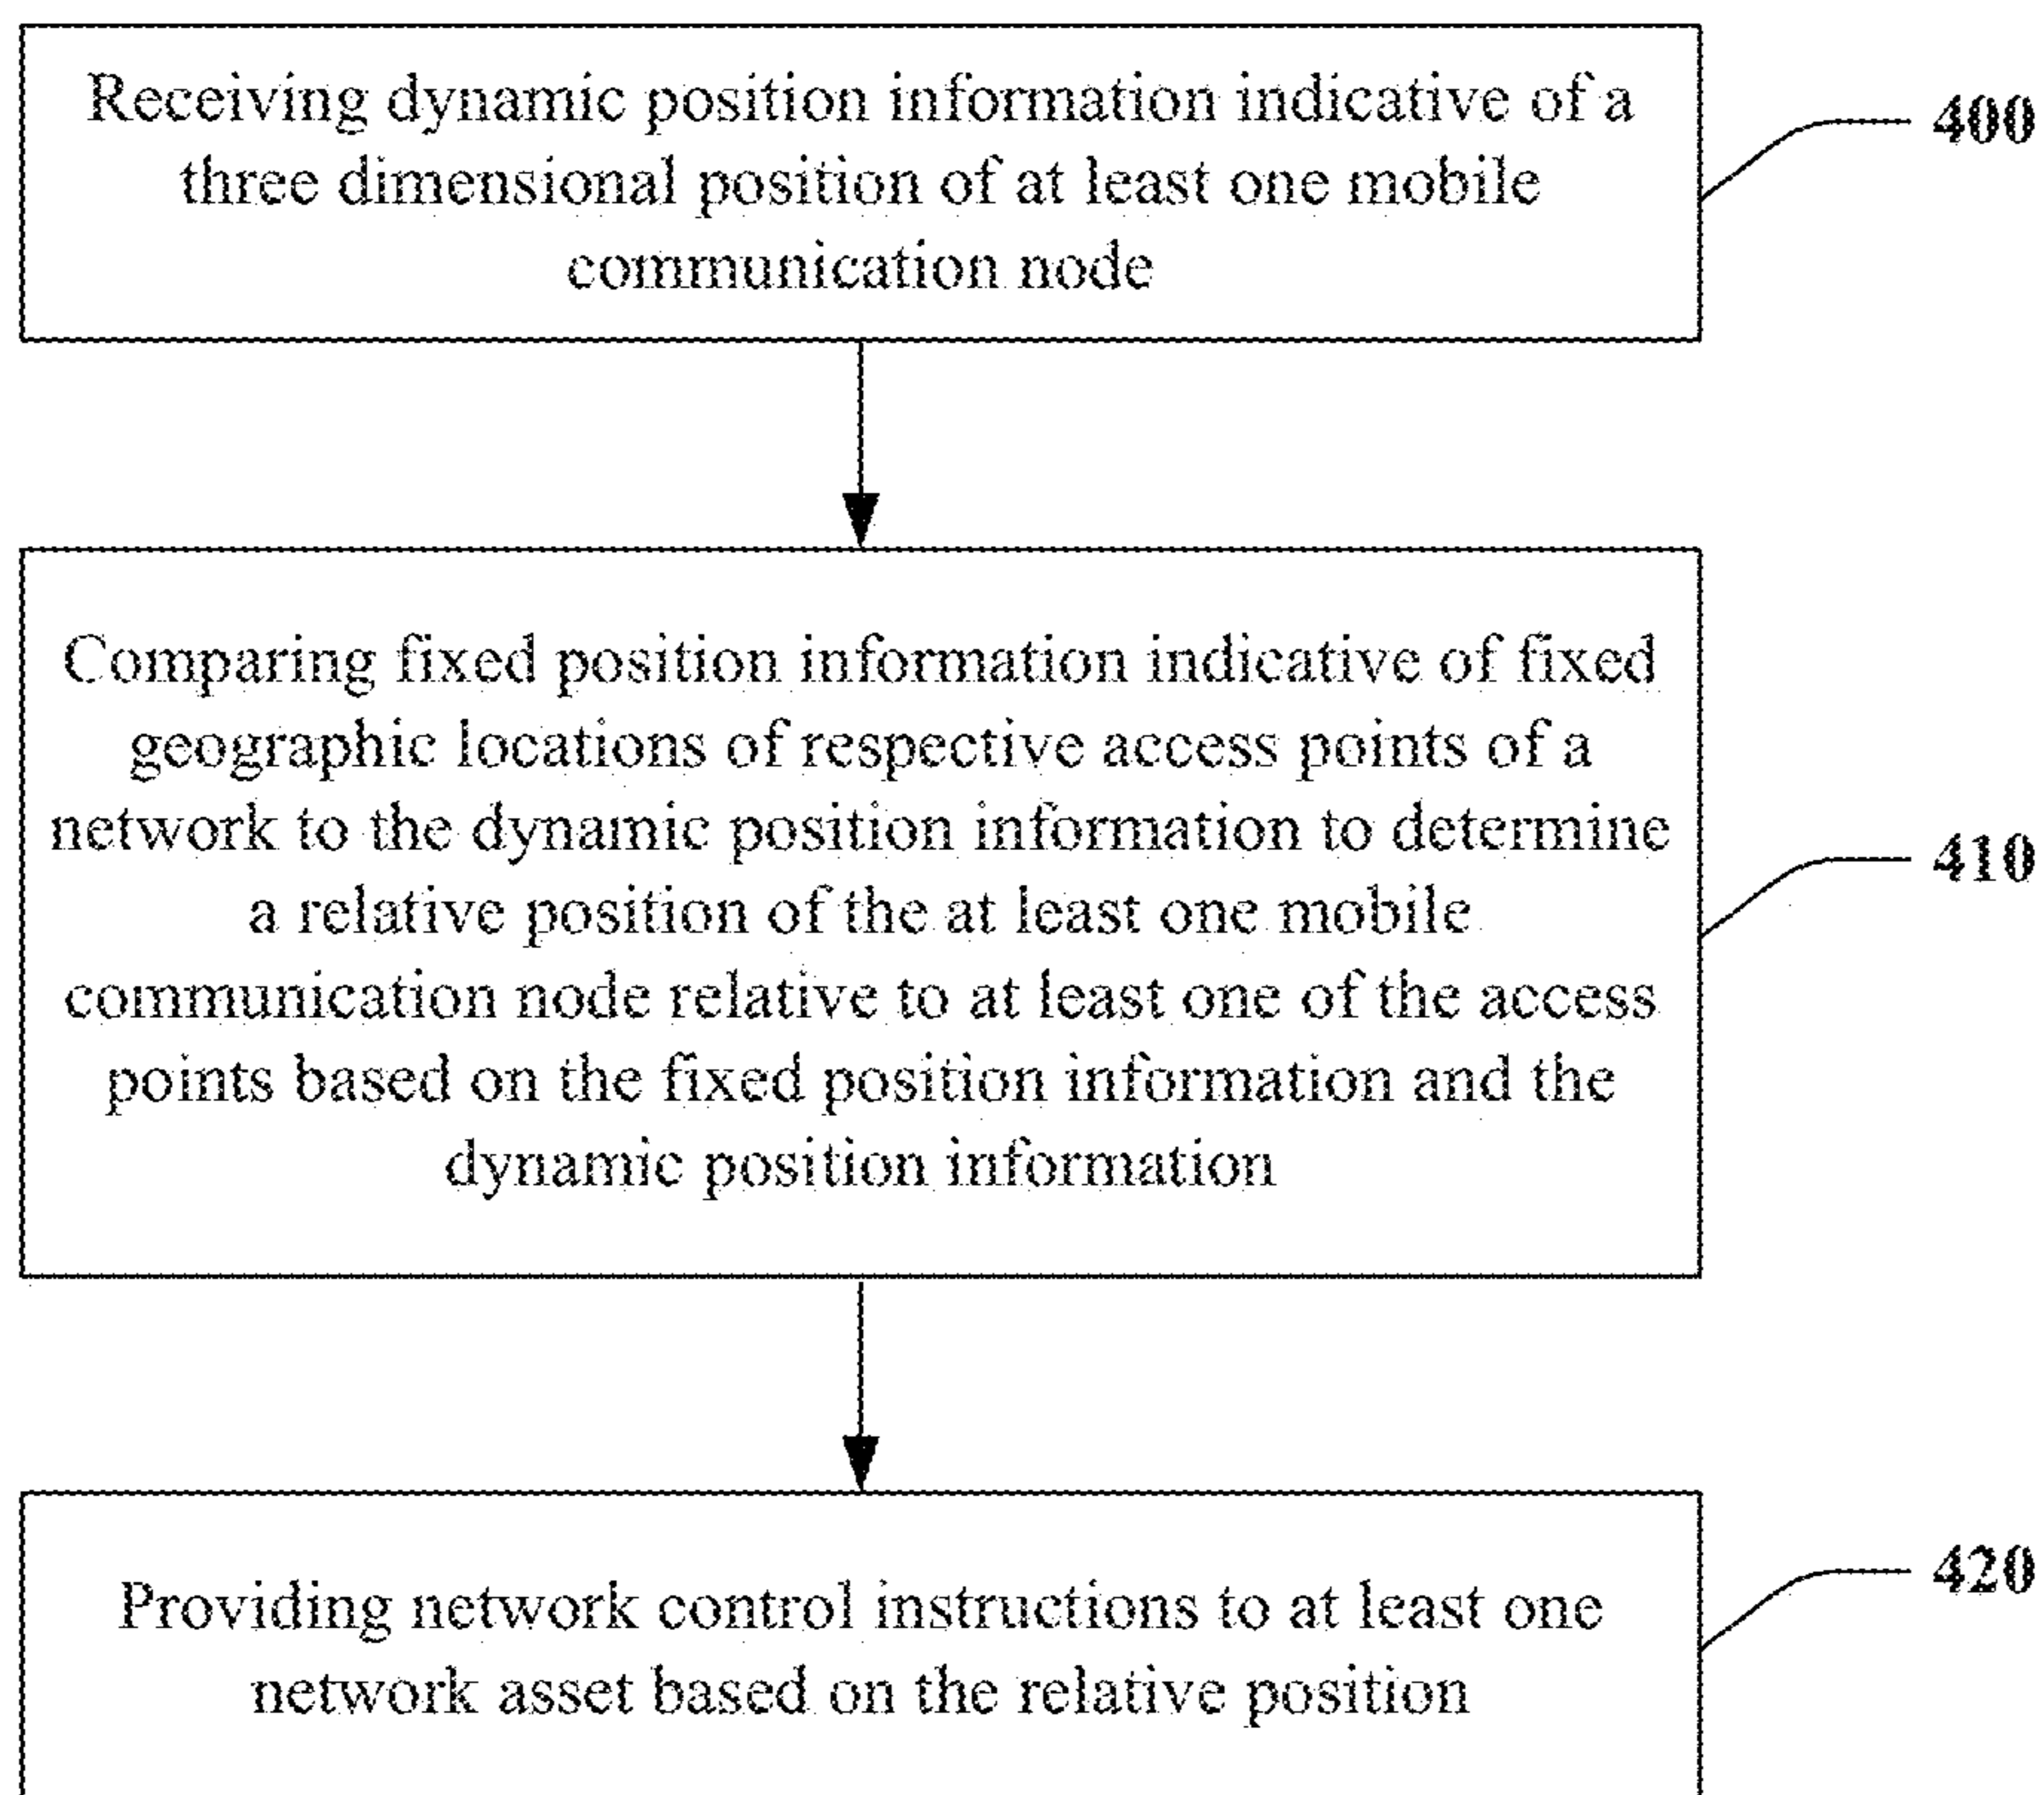 Receiving dynamic position information indicative of a
three dimensional position of at least one mobile
communication node
400
Comparing fixed position information indicative of fixed
geographic locations of respective access points of a
network to the dynamic position information to determine
a relative position of the at least one mobile
communication node relative to at least one of the access
points based on the fixed position information and the
dynamic position information
410
Providing network control instructions to at least one
network asset based on the relative position
420